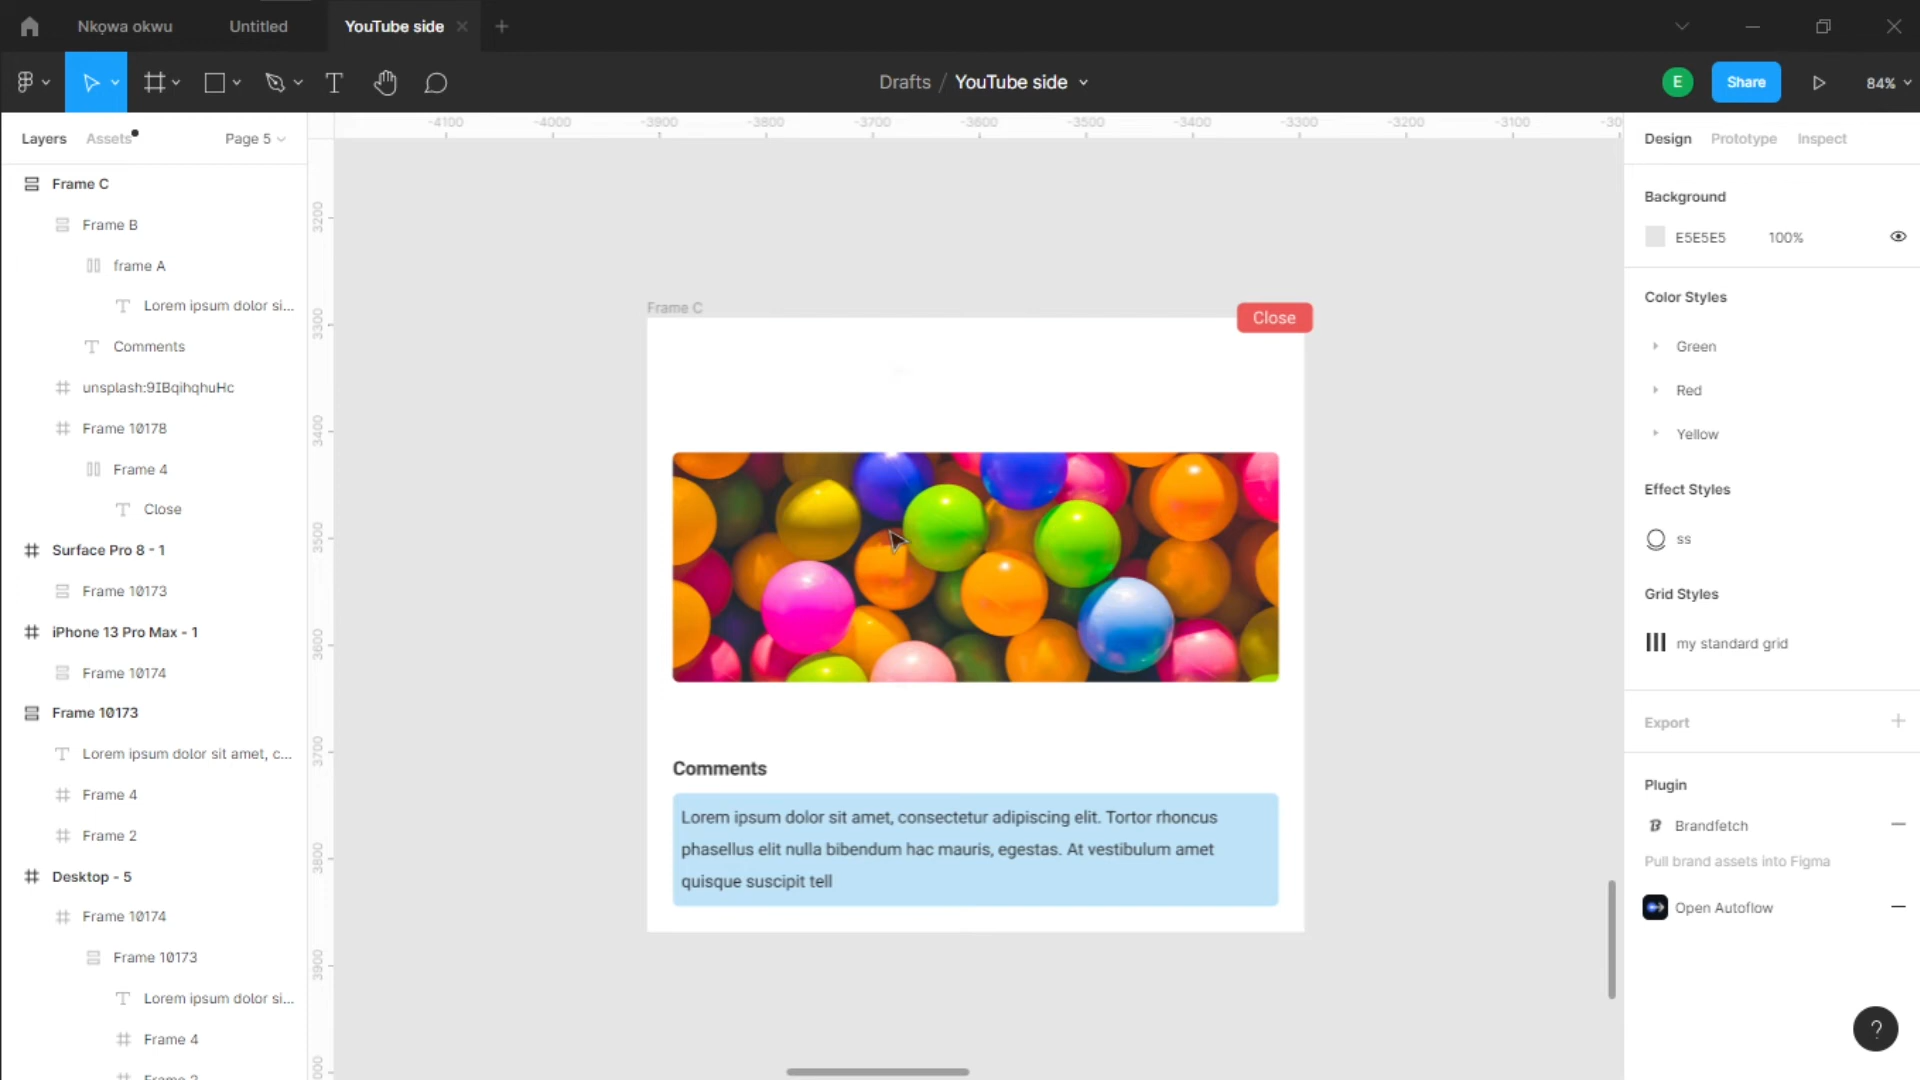 Nkọwa okwu
Untitled
YouTube side
Drafts / YouTube side
E
Share
84%
Layers
Assets
Page 5
Frame C
Frame B
frame A
Lorem ipsum dolor si...
Comments
unsplash:9IBqihqhuHc
Frame 10178
Frame 4
Close
Surface Pro 8 - 1
Frame 10173
iPhone 13 Pro Max - 1
Frame 10174
Frame 10173
Lorem ipsum dolor sit amet, c...
Frame 4
Frame 2
Desktop - 5
Frame 10174
Frame 10173
Lorem ipsum dolor si...
Frame 4
-4100 -4000 -3900 -3800 -3700 -3600 -3500 -3400 -3300 -3200 -3100 -30
3200
3300
3400
3500
3600
3700
3800
3900
000
Frame C
Close
Comments
Lorem ipsum dolor sit amet, consectetur adipiscing elit. Tortor rhoncus
phasellus elit nulla bibendum hac mauris, egestas. At vestibulum amet
quisque suscipit tell
Design
Prototype
Inspect
Background
E5E5E5
100%
Color Styles
Green
Red
Yellow
Effect Styles
ss
Grid Styles
my standard grid
Export
Plugin
Brandfetch
Pull brand assets into Figma
Open Autoflow
?